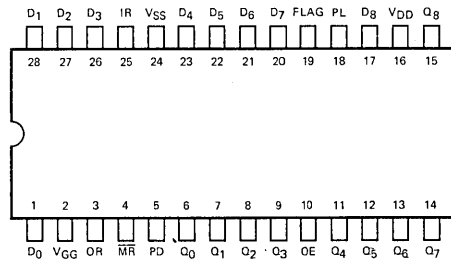 D1 D2 D3 IR VSS D4 D5 D6 D7 FLAG PL D8 VDD Q8
28 27 26 25 24 23 22 21 20 19 18 17 16 15
1 2 3 4 5 6 7 8 9 10 11 12 13 14
D0 VGG OR MR PD Q0 Q1 Q2 Q3 OE Q4 Q5 Q6 Q7